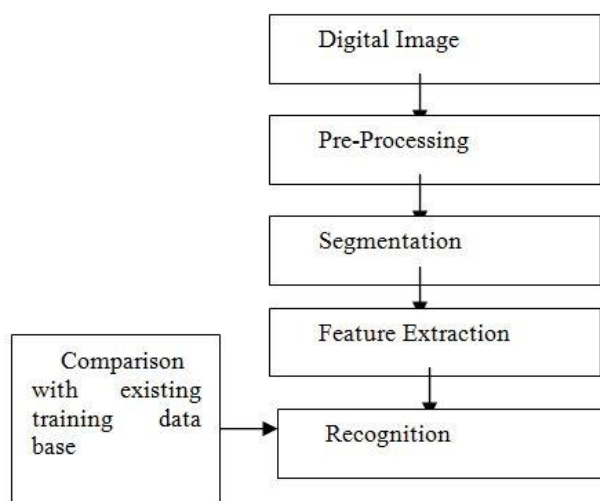 Digital Image
Pre-Processing
Segmentation
Feature Extraction
Comparison
with existing
training data
base
Recognition